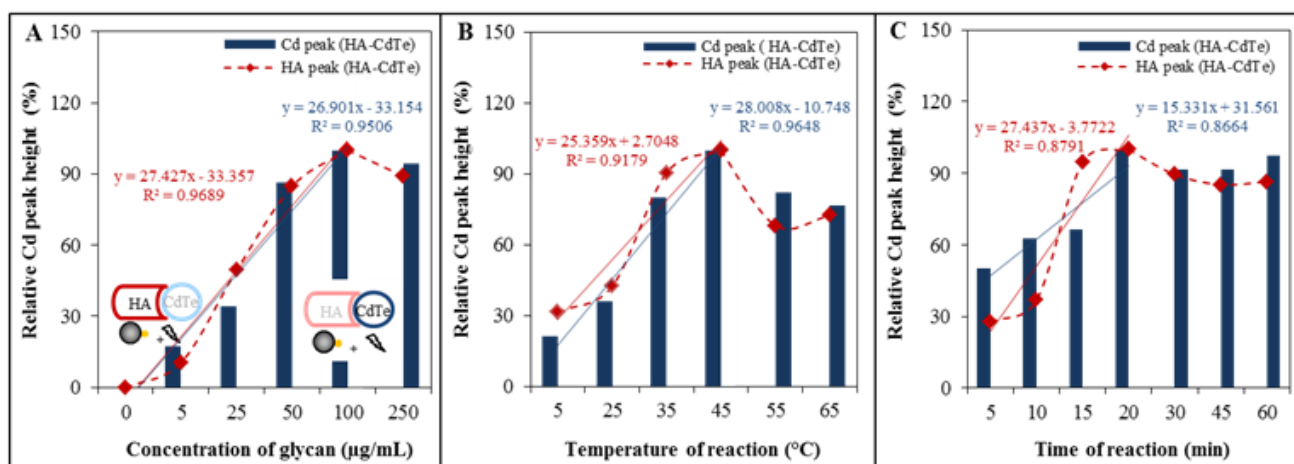 A
Cd peak (HA-CdTe)
HA peak (HA-CdTe)
y = 26.901x - 33.154
R² = 0.9506
y = 27.427x - 33.357
R² = 0.9689
HA
CdTe
+
HA
CdTe
+
Relative Cd peak height (%)
150
120
90
60
30
0
0 5 25 50 100 250
Concentration of glycan (µg/mL)
B
Cd peak ( HA-CdTe)
HA peak (HA-CdTe)
y = 28.008x - 10.748
R² = 0.9648
y = 25.359x + 2.7048
R² = 0.9179
Relative Cd peak height (%)
150
120
90
60
30
0
5 25 35 45 55 65
Temperature of reaction (°C)
C
Cd peak (HA-CdTe)
HA peak (HA-CdTe)
y = 27.437x - 3.7722
R² = 0.8791
y = 15.331x + 31.561
R² = 0.8664
Relative Cd peak height (%)
150
120
90
60
30
0
5 10 15 20 30 45 60
Time of reaction (min)